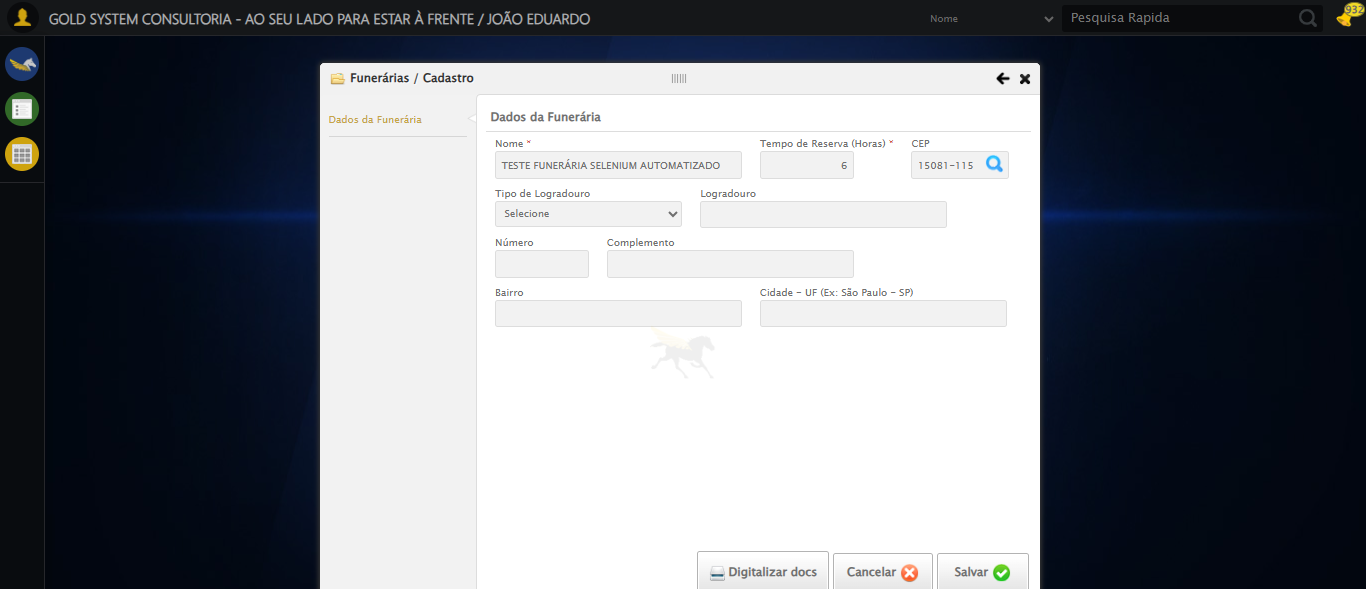 GOLD SYSTEM CONSULTORIA - AO SEU LADO PARA ESTAR À FRENTE / JOÃO EDUARDO
Nome
Pesquisa Rapida
932
Funerárias / Cadastro
Dados da Funerária
Dados da Funerária
Nome *
Tempo de Reserva (Horas) *
CEP
TESTE FUNERÁRIA SELENIUM AUTOMATIZADO
6
15081-115
Tipo de Logradouro
Logradouro
Selecione
Número
Complemento
Bairro
Cidade - UF (Ex: São Paulo - SP)
Digitalizar docs
Cancelar
Salvar